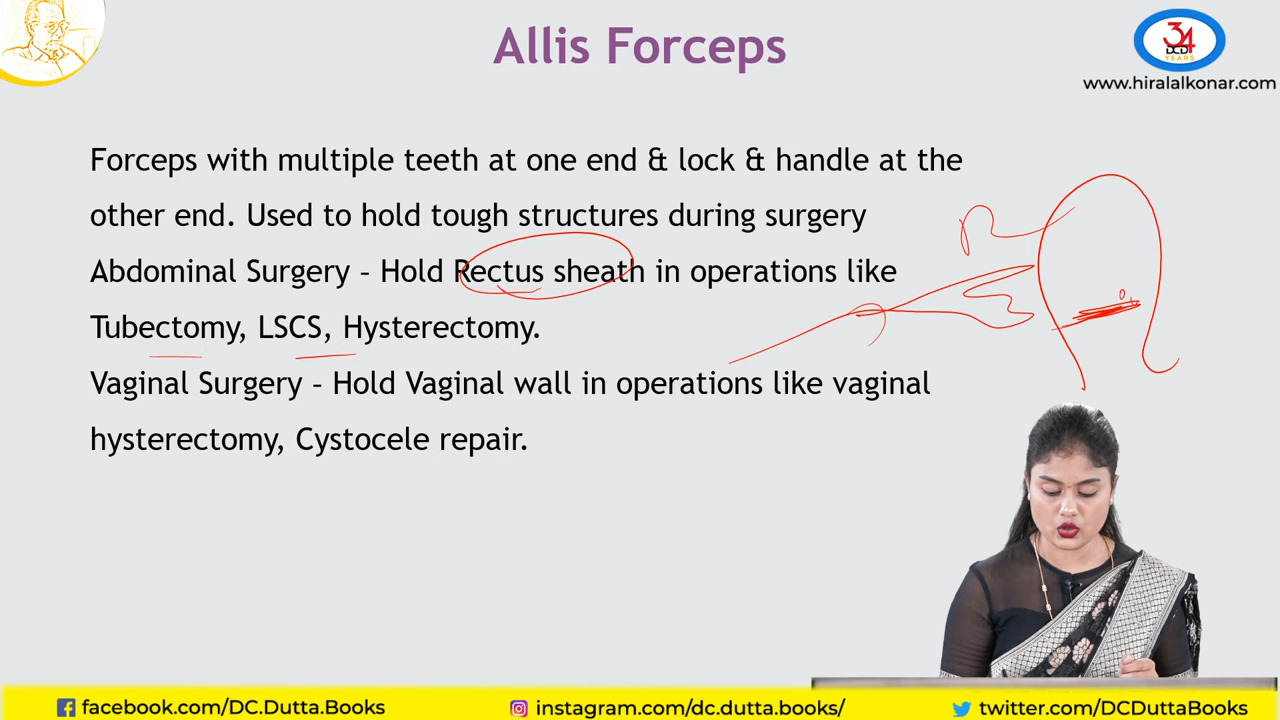 Allis Forceps
34
DCD
YEARS
www.hiralalkonar.com
Forceps with multiple teeth at one end & lock & handle at the
other end. Used to hold tough structures during surgery
Abdominal Surgery – Hold Rectus sheath in operations like
Tubectomy, LSCS, Hysterectomy.
Vaginal Surgery – Hold Vaginal wall in operations like vaginal
hysterectomy, Cystocele repair.
facebook.com/DC.Dutta.Books
instagram.com/dc.dutta.books/
twitter.com/DCDuttaBooks